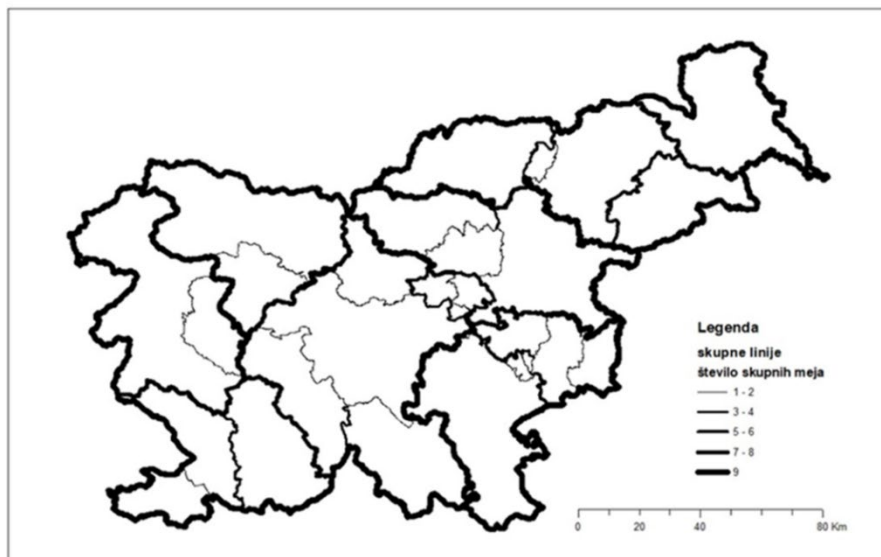 Legenda
skupne linije
število skupnih meja
1 - 2
3 - 4
5 - 6
7 - 8
9
0 20 40 80 Km